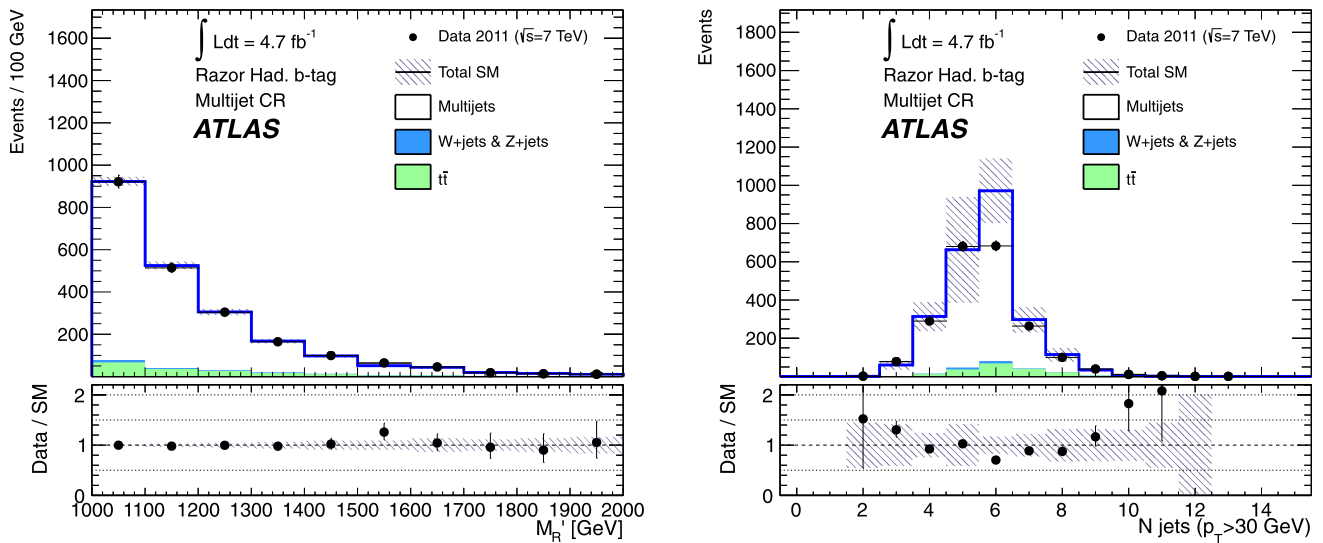 Events / 100 GeV
1600
1400
1200
1000
800
600
400
200
∫ Ldt = 4.7 fb⁻¹
Razor Had. b-tag
Multijet CR
ATLAS
Data 2011 (√s=7 TeV)
Total SM
Multijets
W+jets & Z+jets
tt̄
Data / SM
2
1
0
1000 1100 1200 1300 1400 1500 1600 1700 1800 1900 2000
M_R' [GeV]
Events
1800
1600
1400
1200
1000
800
600
400
200
∫ Ldt = 4.7 fb⁻¹
Razor Had. b-tag
Multijet CR
ATLAS
Data 2011 (√s=7 TeV)
Total SM
Multijets
W+jets & Z+jets
tt̄
Data / SM
2
1
0
0 2 4 6 8 10 12 14
N jets (p_T>30 GeV)